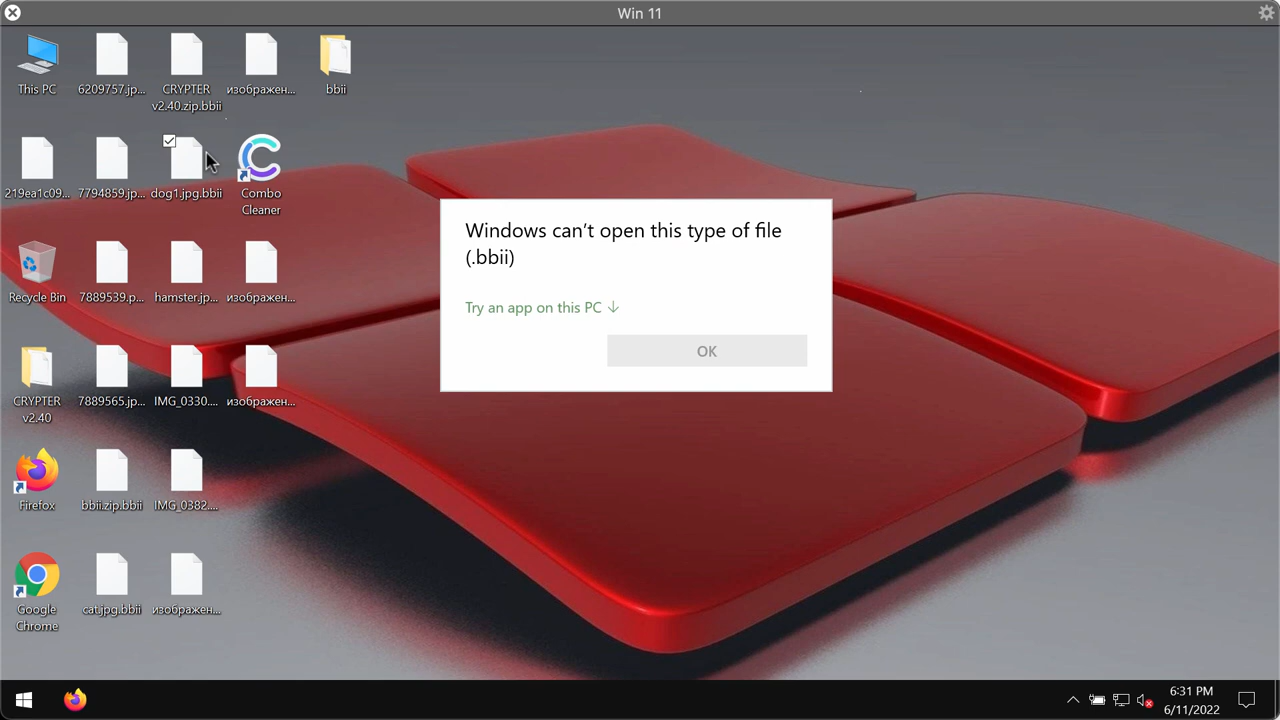 Win 11
This PC
6209757.jp...
CRYPTER
v2.40.zip.bbii
изображен...
bbii
219ea1c09...
7794859.jp...
dog1.jpg.bbii
Combo
Cleaner
Recycle Bin
7889539.p...
hamster.jp...
изображен...
CRYPTER
v2.40
7889565.jp...
IMG_0330....
изображен...
Firefox
bbii.zip.bbii
IMG_0382....
Google
Chrome
cat.jpg.bbii
изображен...
Windows can't open this type of file
(.bbii)
Try an app on this PC
OK
6:31 PM
6/11/2022